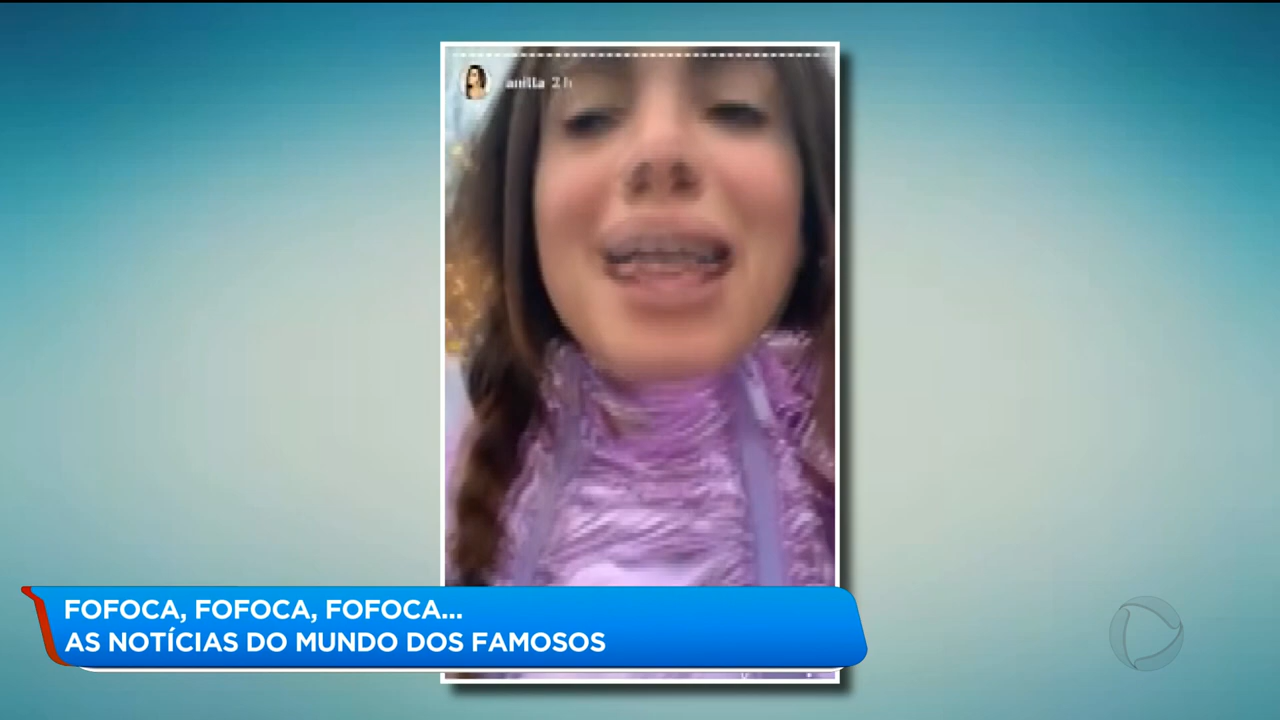 anitta 2 h
FOFOCA, FOFOCA, FOFOCA...
AS NOTÍCIAS DO MUNDO DOS FAMOSOS